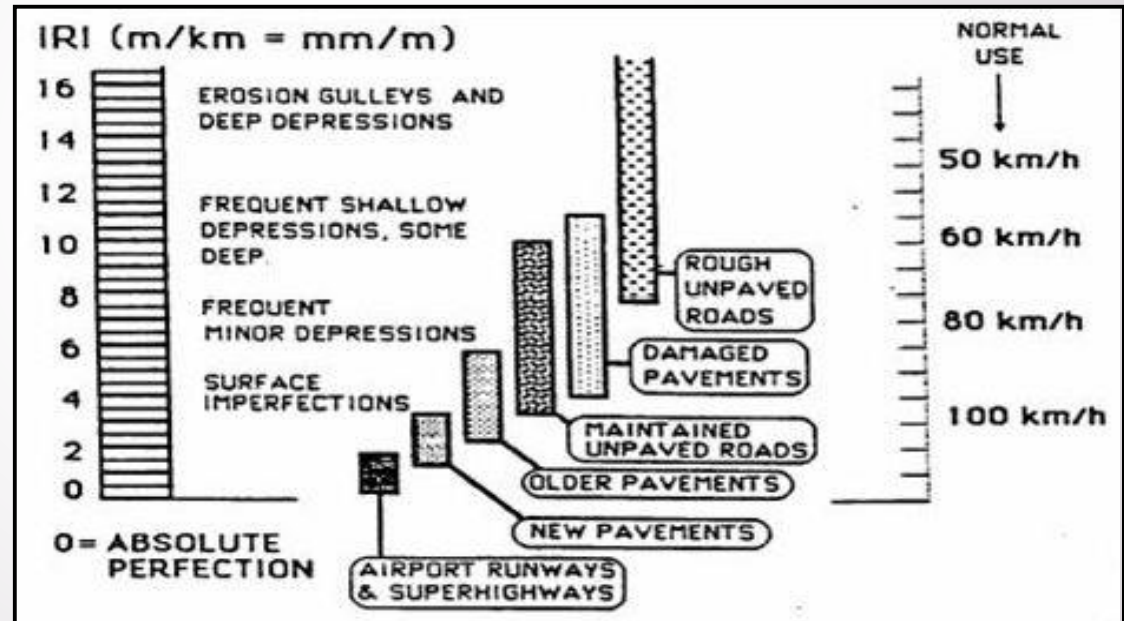 IRI (m/km = mm/m)
16
14
12
10
8
6
4
2
0
EROSION GULLEYS AND
DEEP DEPRESSIONS
FREQUENT SHALLOW
DEPRESSIONS, SOME
DEEP.
FREQUENT
MINOR DEPRESSIONS
SURFACE
IMPERFECTIONS
0 = ABSOLUTE
PERFECTION
ROUGH
UNPAVED
ROADS
DAMAGED
PAVEMENTS
MAINTAINED
UNPAVED ROADS
OLDER PAVEMENTS
NEW PAVEMENTS
AIRPORT RUNWAYS
& SUPERHIGHWAYS
NORMAL
USE
50 km/h
60 km/h
80 km/h
100 km/h